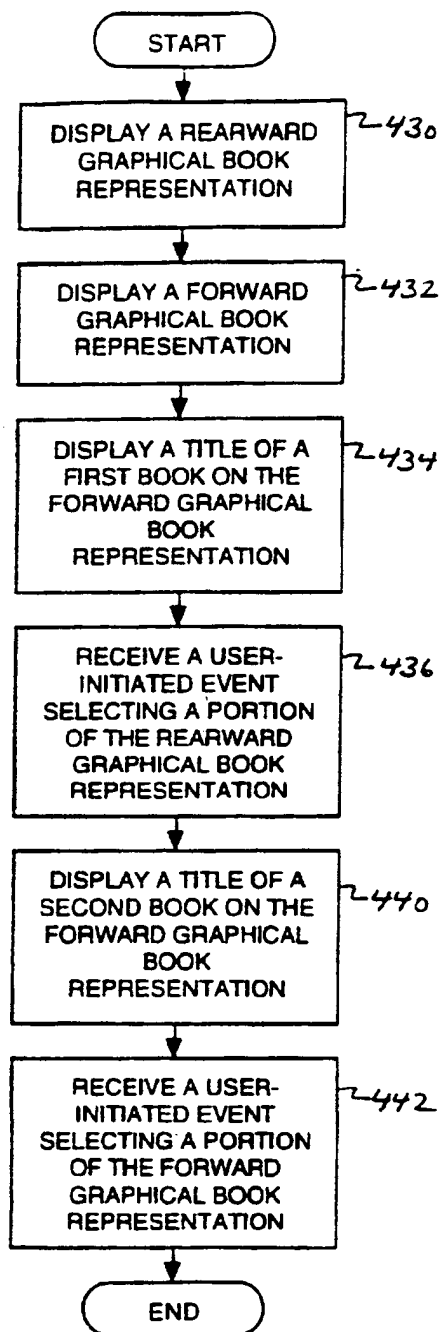 START
DISPLAY A REARWARD
GRAPHICAL BOOK
REPRESENTATION
430
DISPLAY A FORWARD
GRAPHICAL BOOK
REPRESENTATION
432
DISPLAY A TITLE OF A
FIRST BOOK ON THE
FORWARD GRAPHICAL
BOOK
REPRESENTATION
434
RECEIVE A USER-
INITIATED EVENT
SELECTING A PORTION
OF THE REARWARD
GRAPHICAL BOOK
REPRESENTATION
436
DISPLAY A TITLE OF A
SECOND BOOK ON THE
FORWARD GRAPHICAL
BOOK
REPRESENTATION
440
RECEIVE A USER-
INITIATED EVENT
SELECTING A PORTION
OF THE FORWARD
GRAPHICAL BOOK
REPRESENTATION
442
END